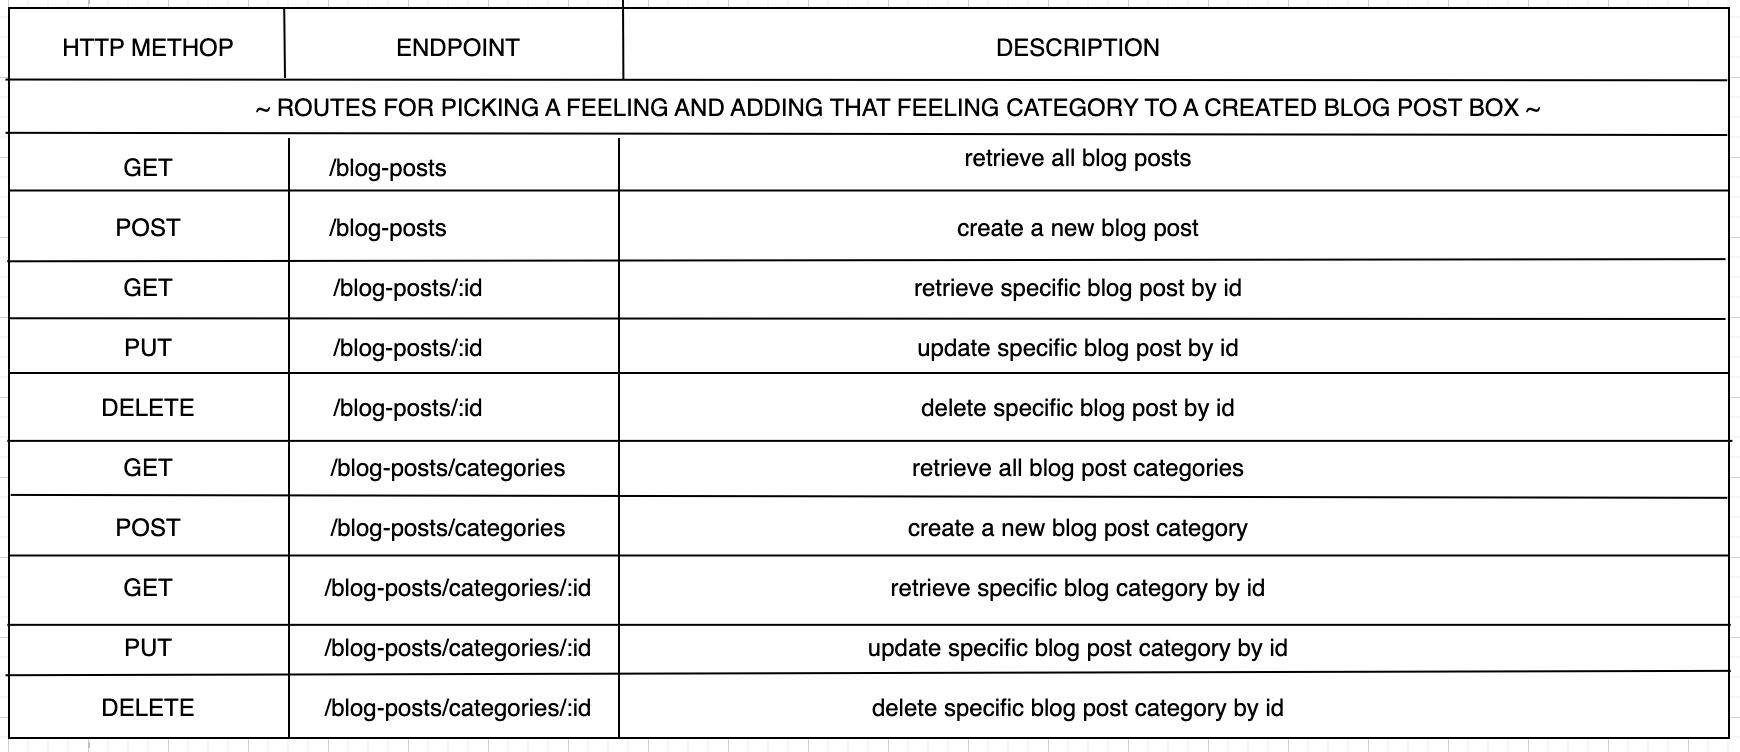 HTTP METHOP ENDPOINT DESCRIPTION
~ ROUTES FOR PICKING A FEELING AND ADDING THAT FEELING CATEGORY TO A CREATED BLOG POST BOX ~
GET /blog-posts retrieve all blog posts
POST /blog-posts create a new blog post
GET /blog-posts/:id retrieve specific blog post by id
PUT /blog-posts/:id update specific blog post by id
DELETE /blog-posts/:id delete specific blog post by id
GET /blog-posts/categories retrieve all blog post categories
POST /blog-posts/categories create a new blog post category
GET /blog-posts/categories/:id retrieve specific blog category by id
PUT /blog-posts/categories/:id update specific blog post category by id
DELETE /blog-posts/categories/:id delete specific blog post category by id